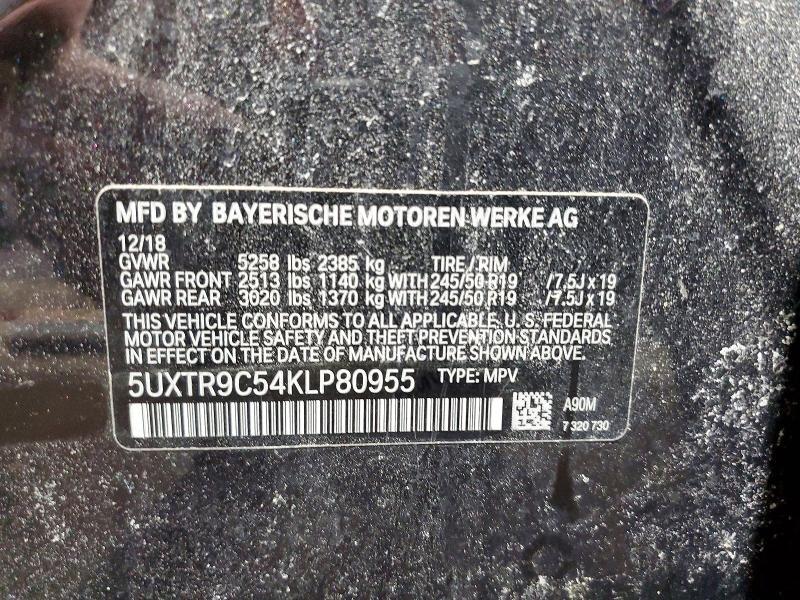 MFD BY BAYERISCHE MOTOREN WERKE AG
12/18
GVWR 5258 lbs 2385 kg TIRE / RIM
GAWR FRONT 2513 lbs 1140 kg WITH 245/50 R19 /7.5J x 19
GAWR REAR 3020 lbs 1370 kg WITH 245/50 R19 /7.5J x 19
THIS VEHICLE CONFORMS TO ALL APPLICABLE U. S. FEDERAL
MOTOR VEHICLE SAFETY AND THEFT PREVENTION STANDARDS
IN EFFECT ON THE DATE OF MANUFACTURE SHOWN ABOVE.
5UXTR9C54KLP80955 TYPE: MPV
A90M
7 320 730